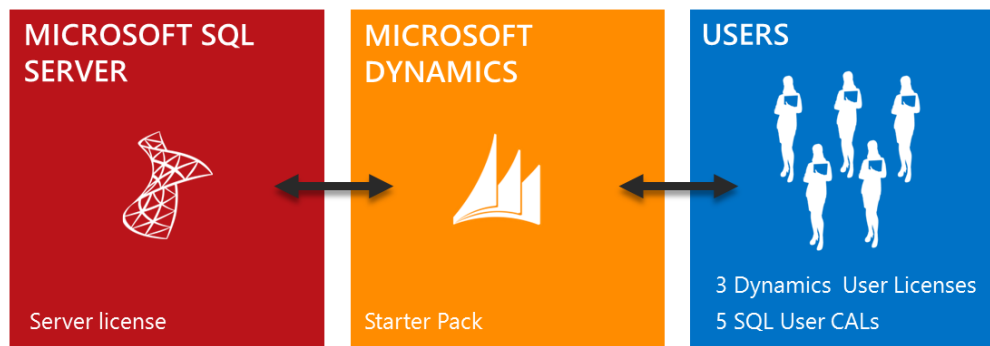 MICROSOFT SQL
SERVER
Server license
MICROSOFT
DYNAMICS
Starter Pack
USERS
3 Dynamics User Licenses
5 SQL User CALs